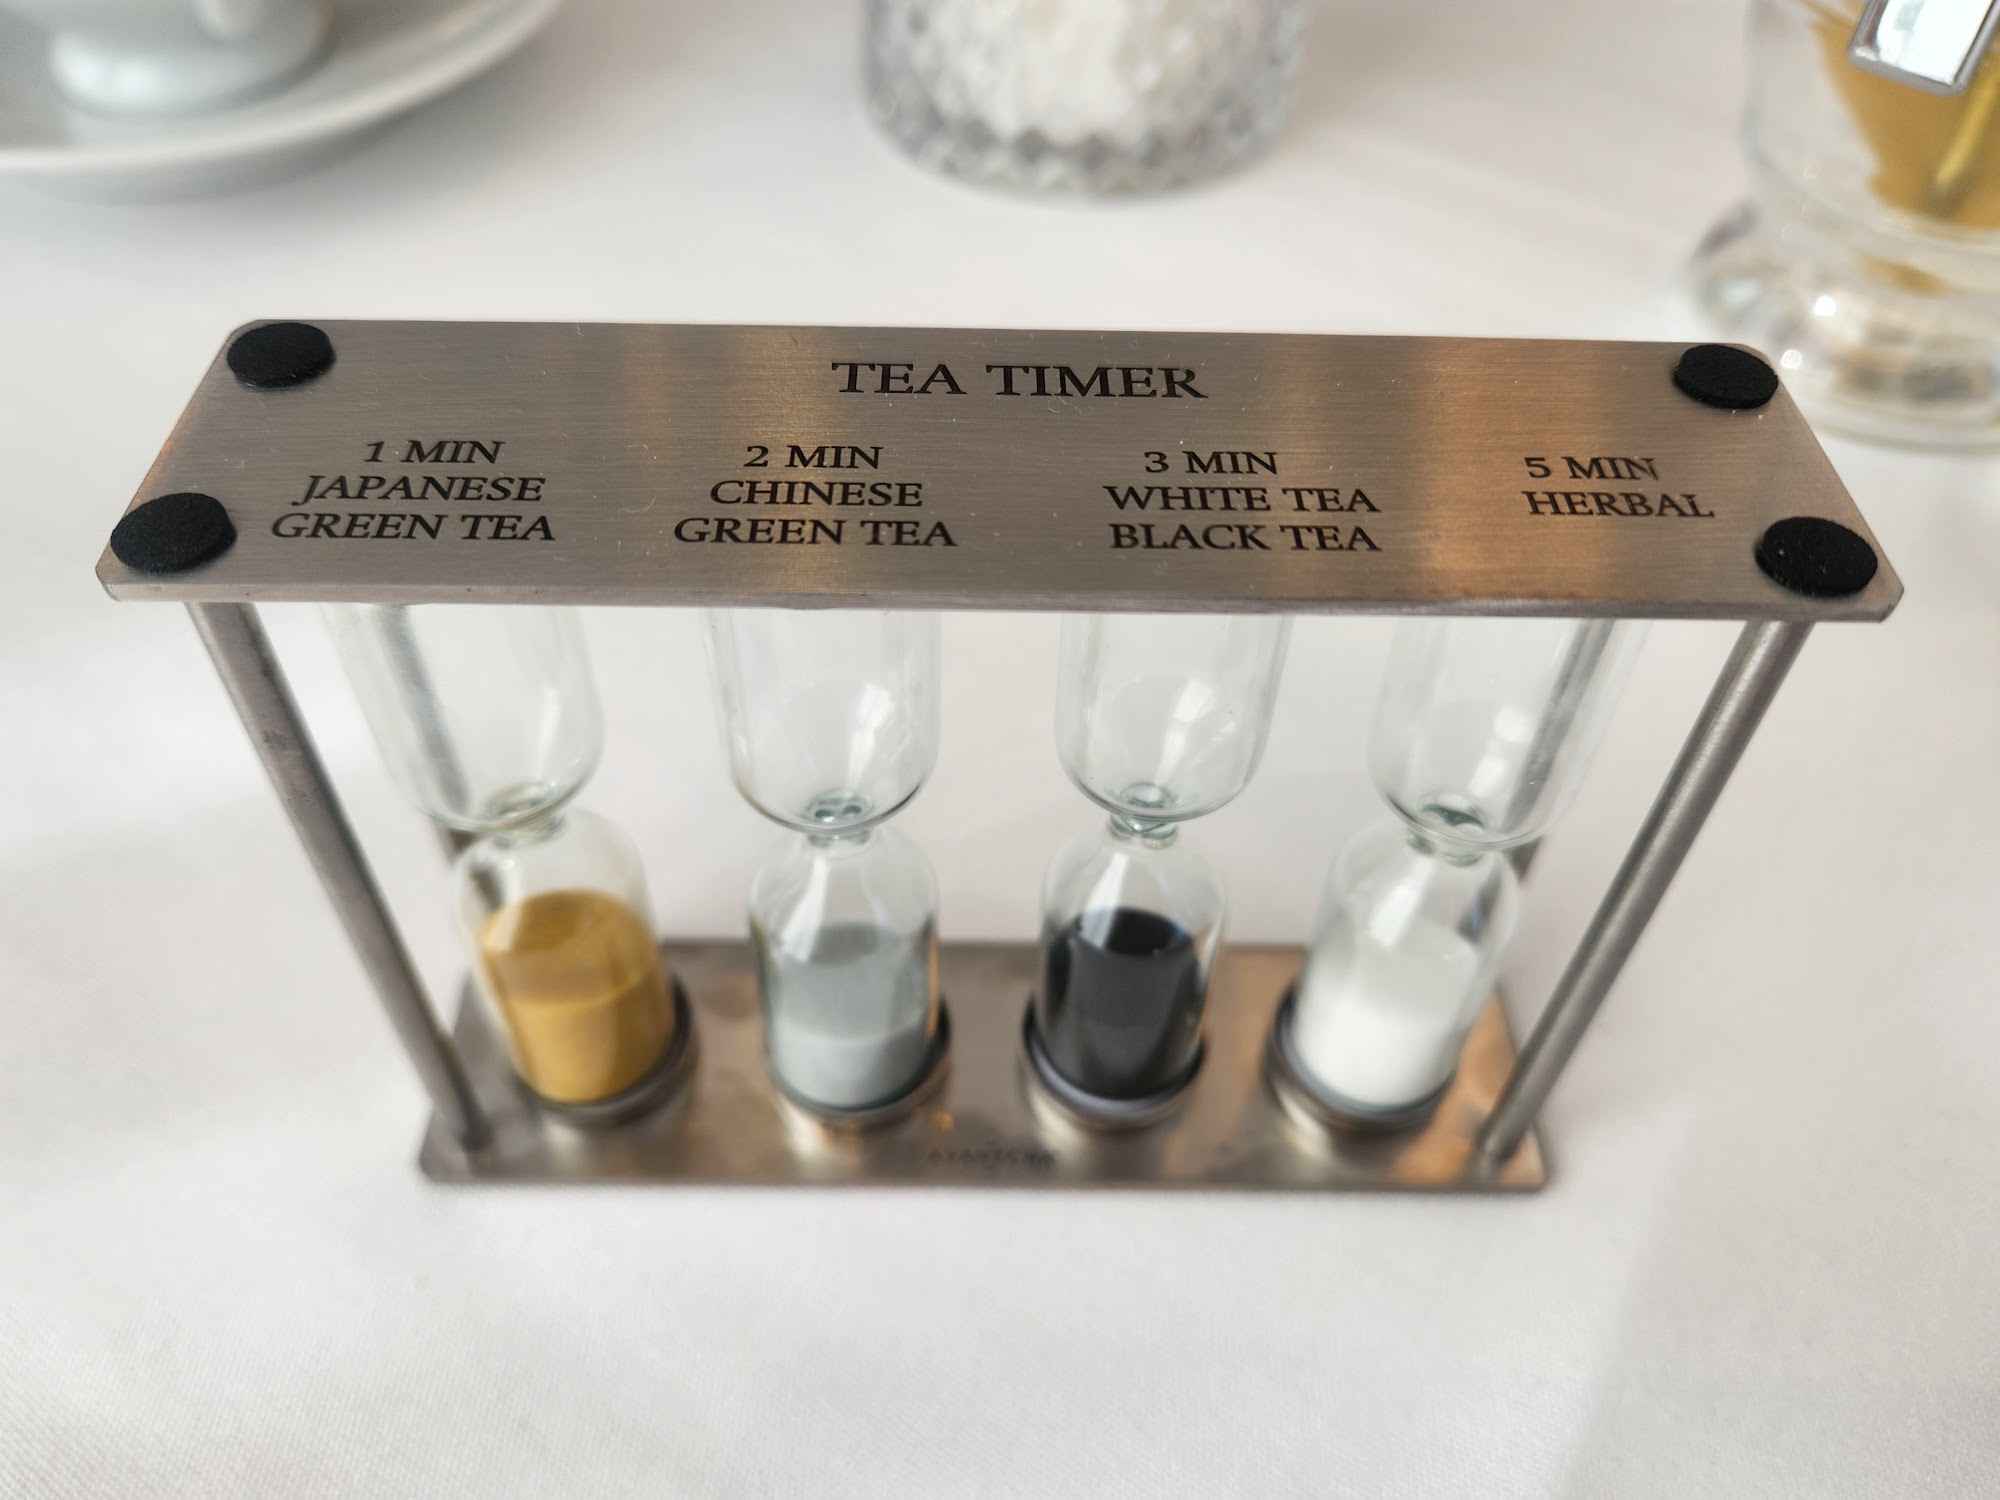 TEA TIMER
1 MIN
JAPANESE
GREEN TEA
2 MIN
CHINESE
GREEN TEA
3 MIN
WHITE TEA
BLACK TEA
5 MIN
HERBAL